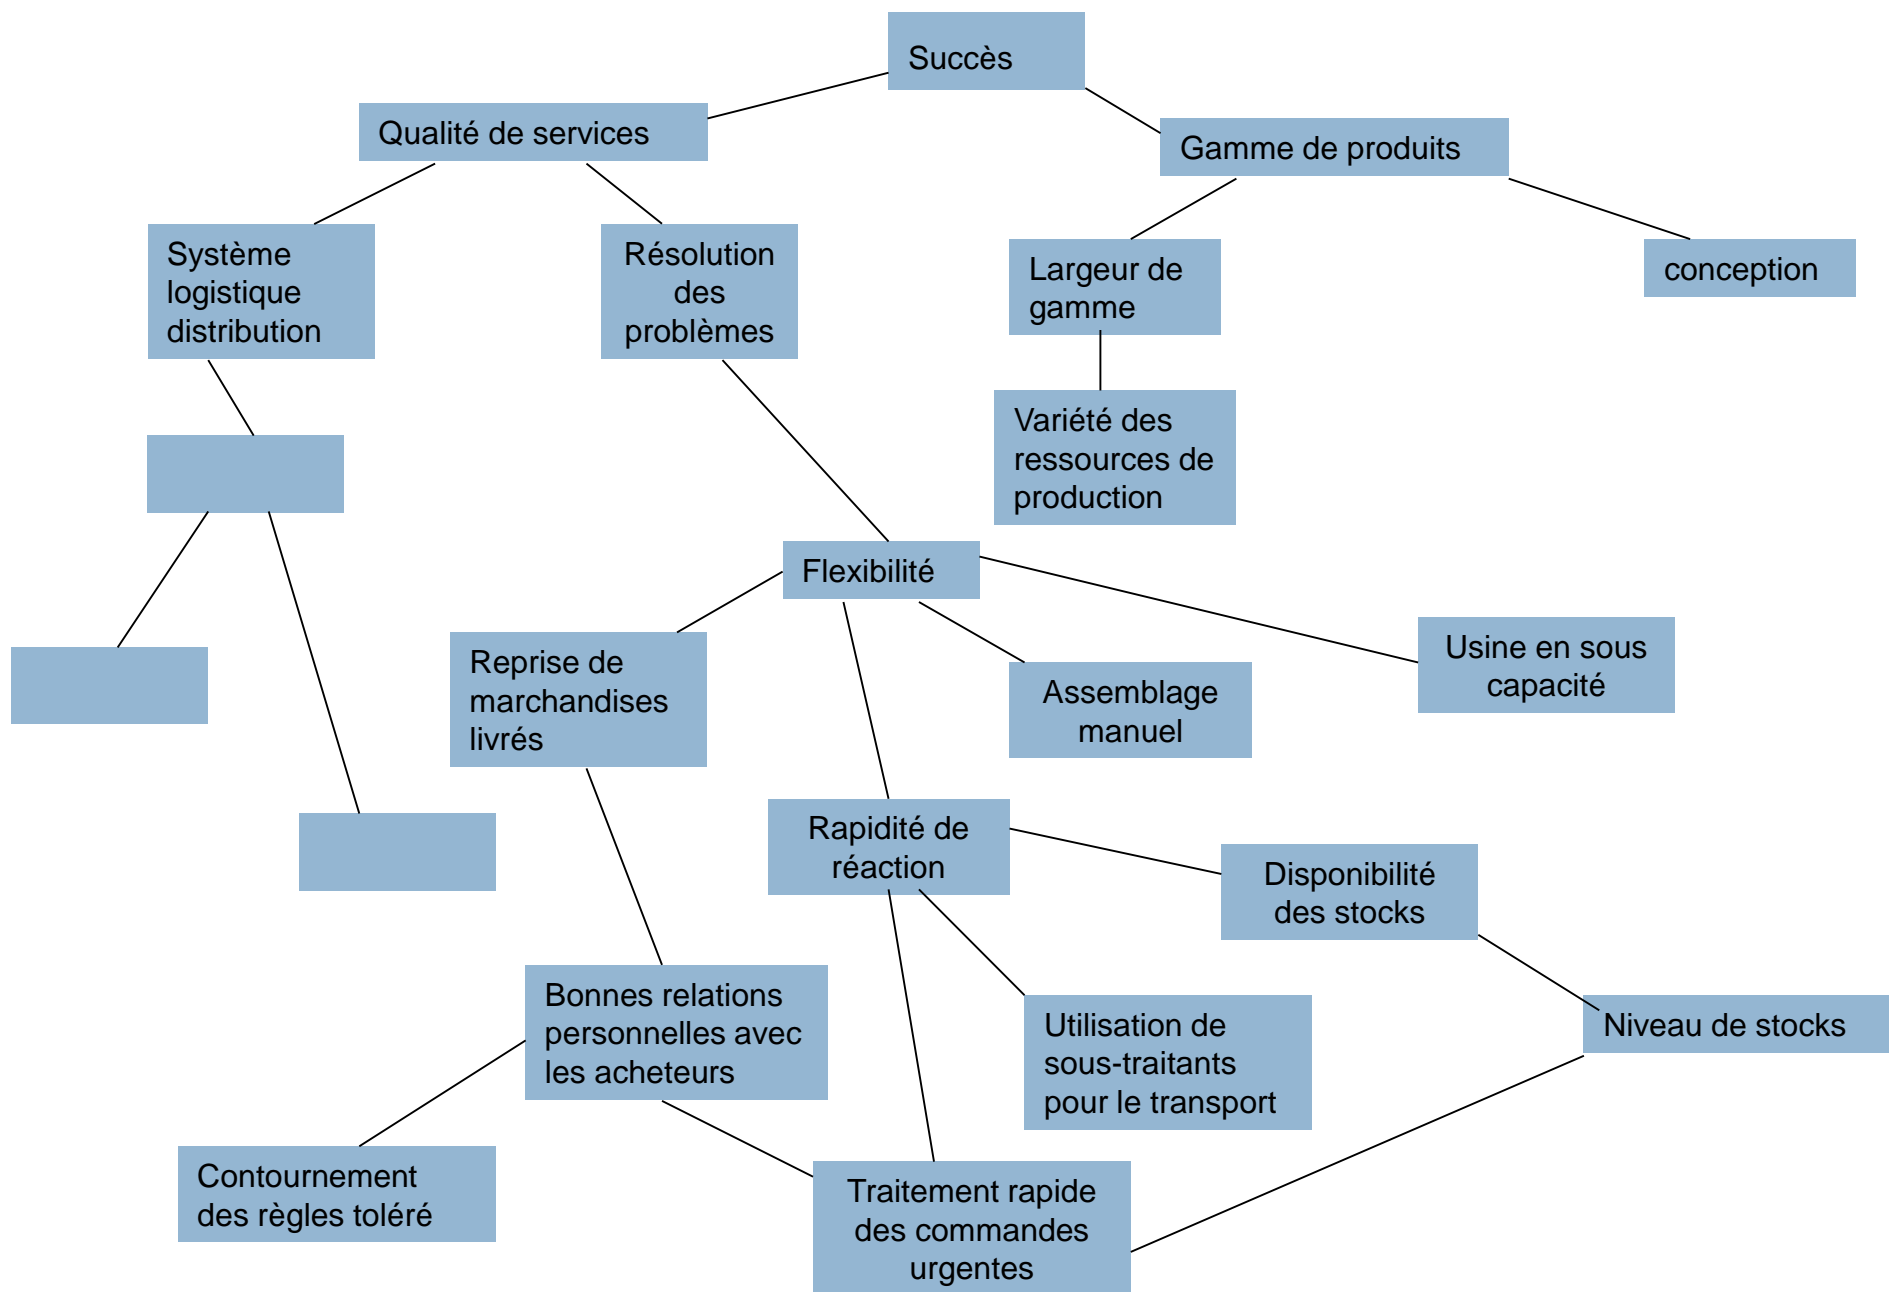 Succès
Qualité de services
Gamme de produits
Système
logistique
distribution
Résolution
des
problèmes
Largeur de
gamme
conception
Variété des
ressources de
production
Flexibilité
Reprise de
marchandises
livrés
Assemblage
manuel
Usine en sous
capacité
Rapidité de
réaction
Disponibilité
des stocks
Bonnes relations
personnelles avec
les acheteurs
Utilisation de
sous-traitants
pour le transport
Niveau de stocks
Contournement
des règles toléré
Traitement rapide
des commandes
urgentes